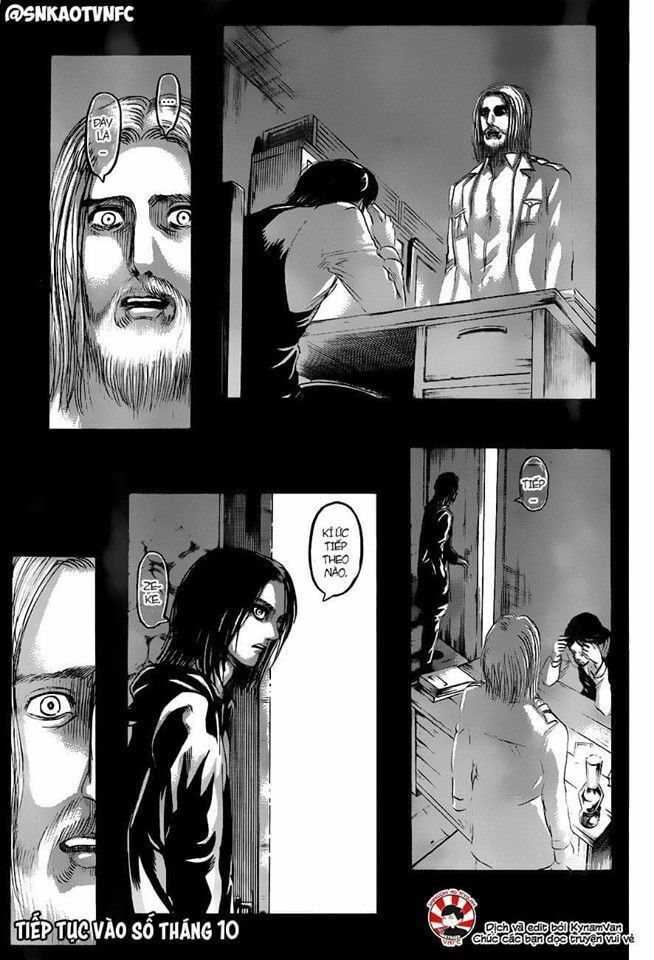 @SNKAOTVNFC
...
ĐÂY
LÀ
...
TIẾP
...
KÍ ỨC
TIẾP
THEO
NÀO.
ZE-
KE
TIẾP TỤC VÀO SỐ THÁNG 10
VNFC
Dịch và edit bởi KynamVan
Chúc các bạn đọc truyện vui vẻ